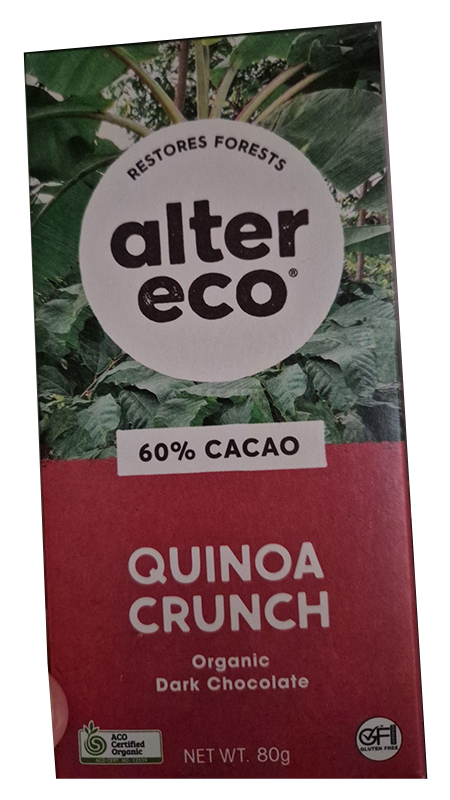 RESTORES FORESTS
alter
eco®
60% CACAO
QUINOA
CRUNCH
Organic
Dark Chocolate
ACO
Certified
Organic
NET WT. 80g
GF
GLUTEN FREE